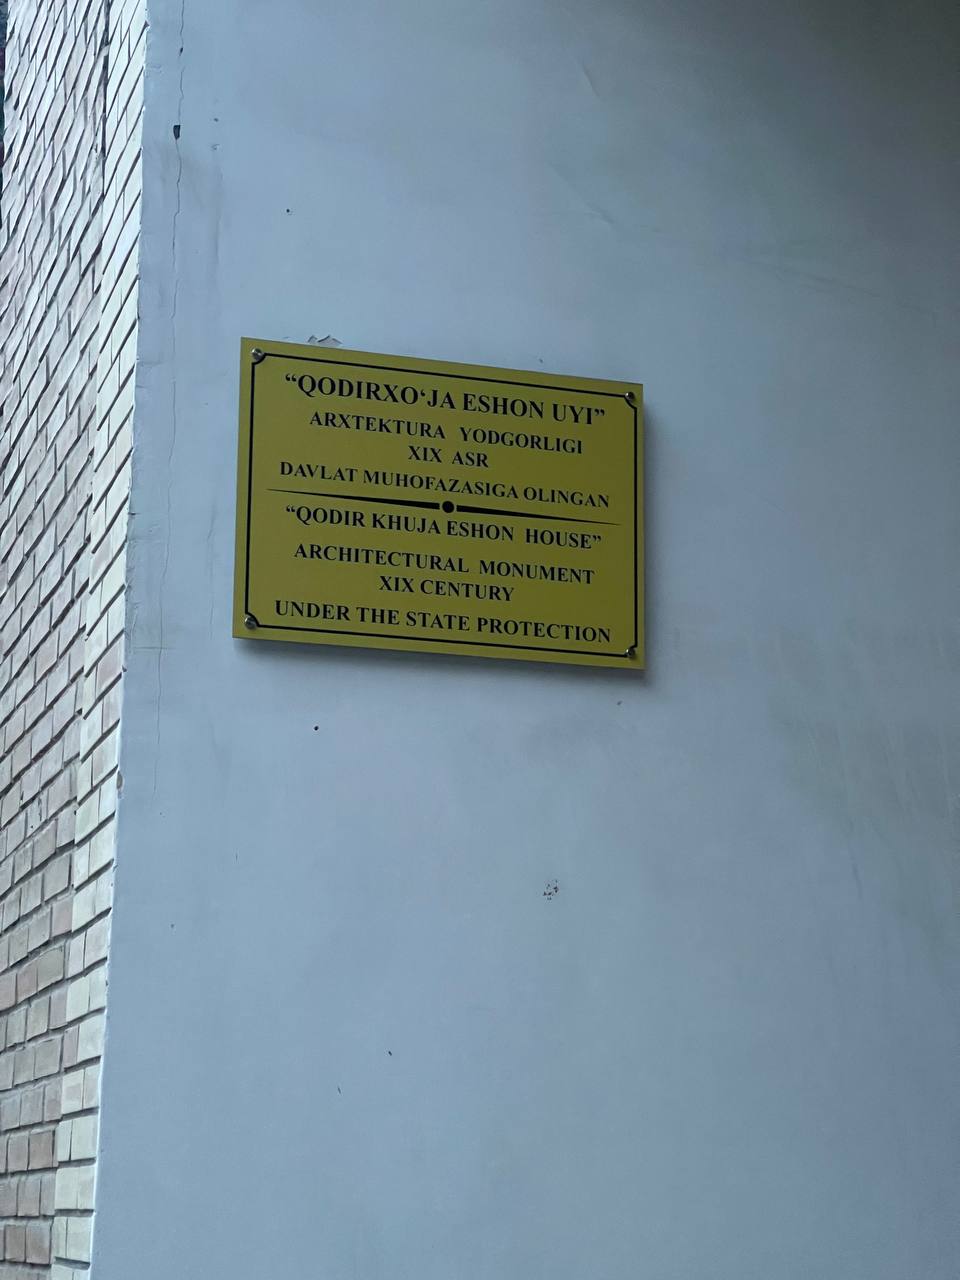 “QODIRXO‘JA ESHON UYI”
ARXTEKTURA YODGORLIGI
XIX ASR
DAVLAT MUHOFAZASIGA OLINGAN
“QODIR KHUJA ESHON HOUSE”
ARCHITECTURAL MONUMENT
XIX CENTURY
UNDER THE STATE PROTECTION